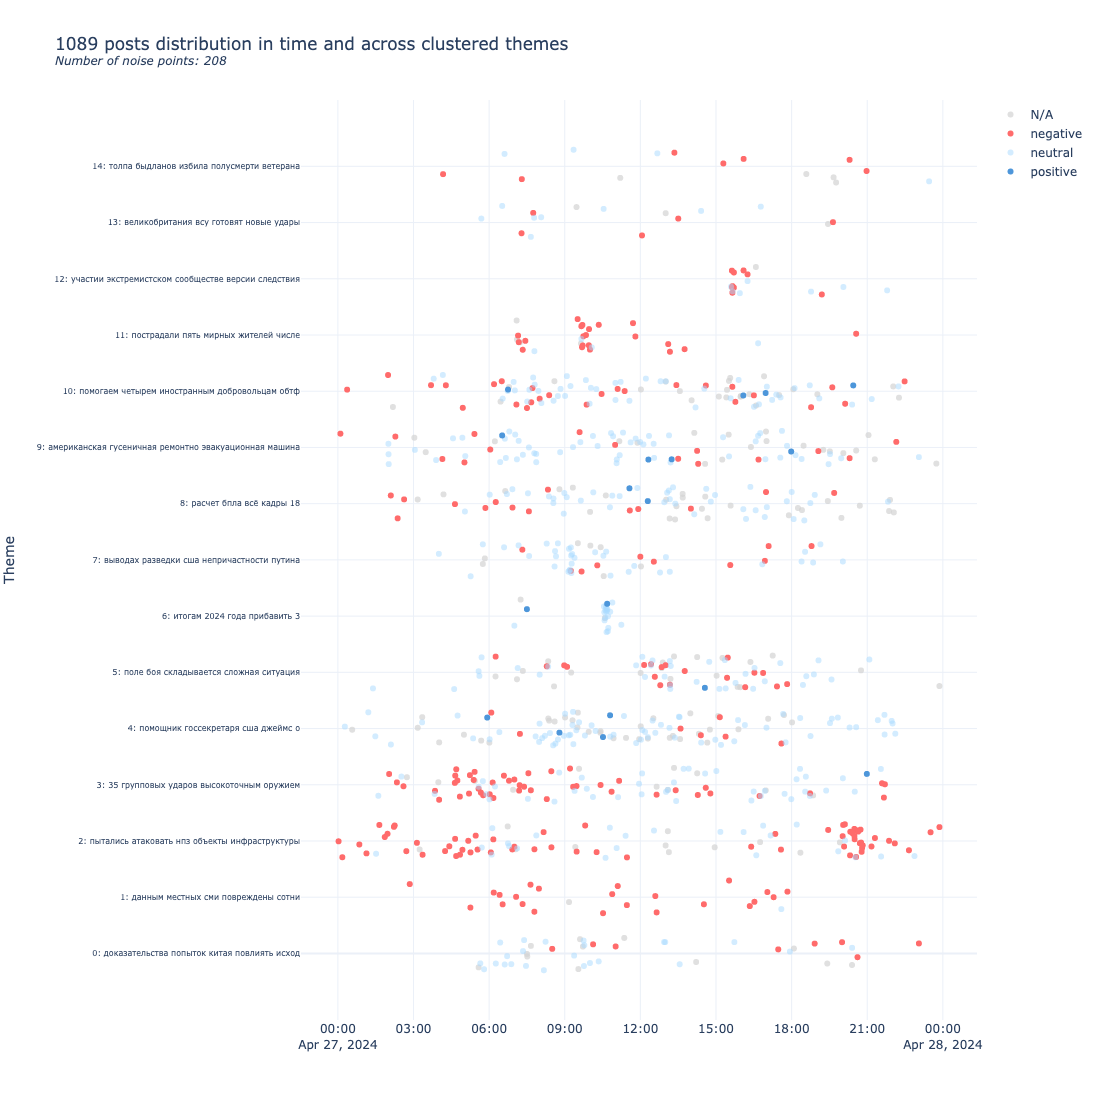 1089 posts distribution in time and across clustered themes
Number of noise points: 208
N/A
negative
neutral
positive
Theme
14: толпа быдланов избила полусмерти ветерана
13: великобритания всу готовят новые удары
12: участии экстремистском сообществе версии следствия
11: пострадали пять мирных жителей числе
10: помогаем четырем иностранным добровольцам обтф
9: американская гусеничная ремонтно эвакуационная машина
8: расчет бпла всё кадры 18
7: выводах разведки сша непричастности путина
6: итогам 2024 года прибавить 3
5: поле боя складывается сложная ситуация
4: помощник госсекретаря сша джеймс о
3: 35 групповых ударов высокоточным оружием
2: пытались атаковать нпз объекты инфраструктуры
1: данным местных сми повреждены сотни
0: доказательства попыток китая повлиять исход
00:00 03:00 06:00 09:00 12:00 15:00 18:00 21:00 00:00
Apr 27, 2024 Apr 28, 2024